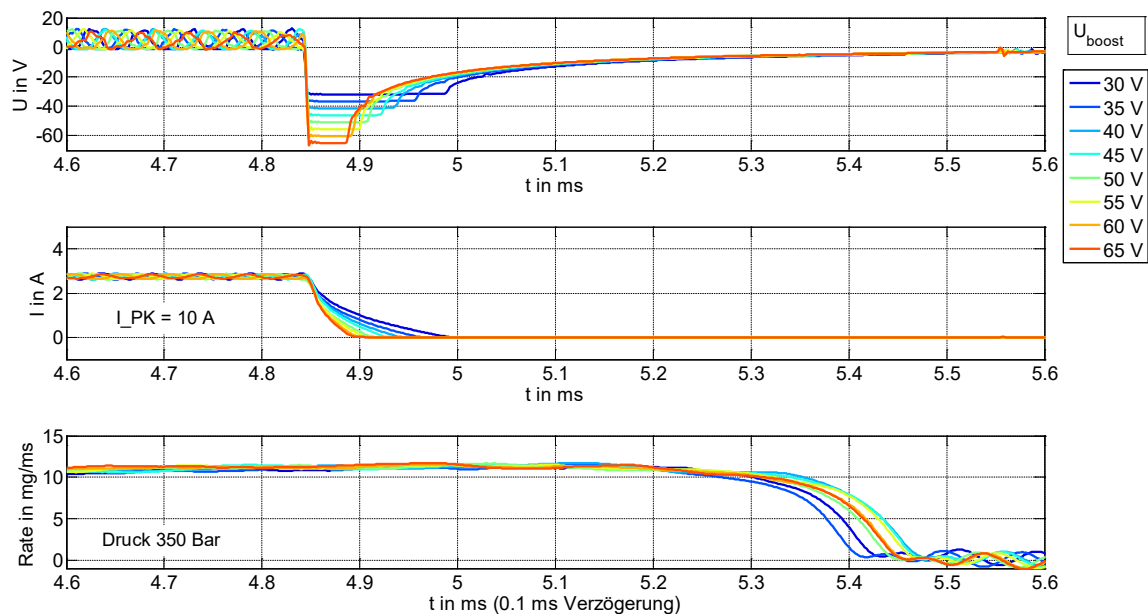 20
0
-20
-40
-60
U in V
4.6 4.7 4.8 4.9 5 5.1 5.2 5.3 5.4 5.5 5.6
t in ms
U_boost
30 V
35 V
40 V
45 V
50 V
55 V
60 V
65 V
4
2
0
I in A
I_PK = 10 A
4.6 4.7 4.8 4.9 5 5.1 5.2 5.3 5.4 5.5 5.6
t in ms
15
10
5
0
Rate in mg/ms
Druck 350 Bar
4.6 4.7 4.8 4.9 5 5.1 5.2 5.3 5.4 5.5 5.6
t in ms (0.1 ms Verzögerung)